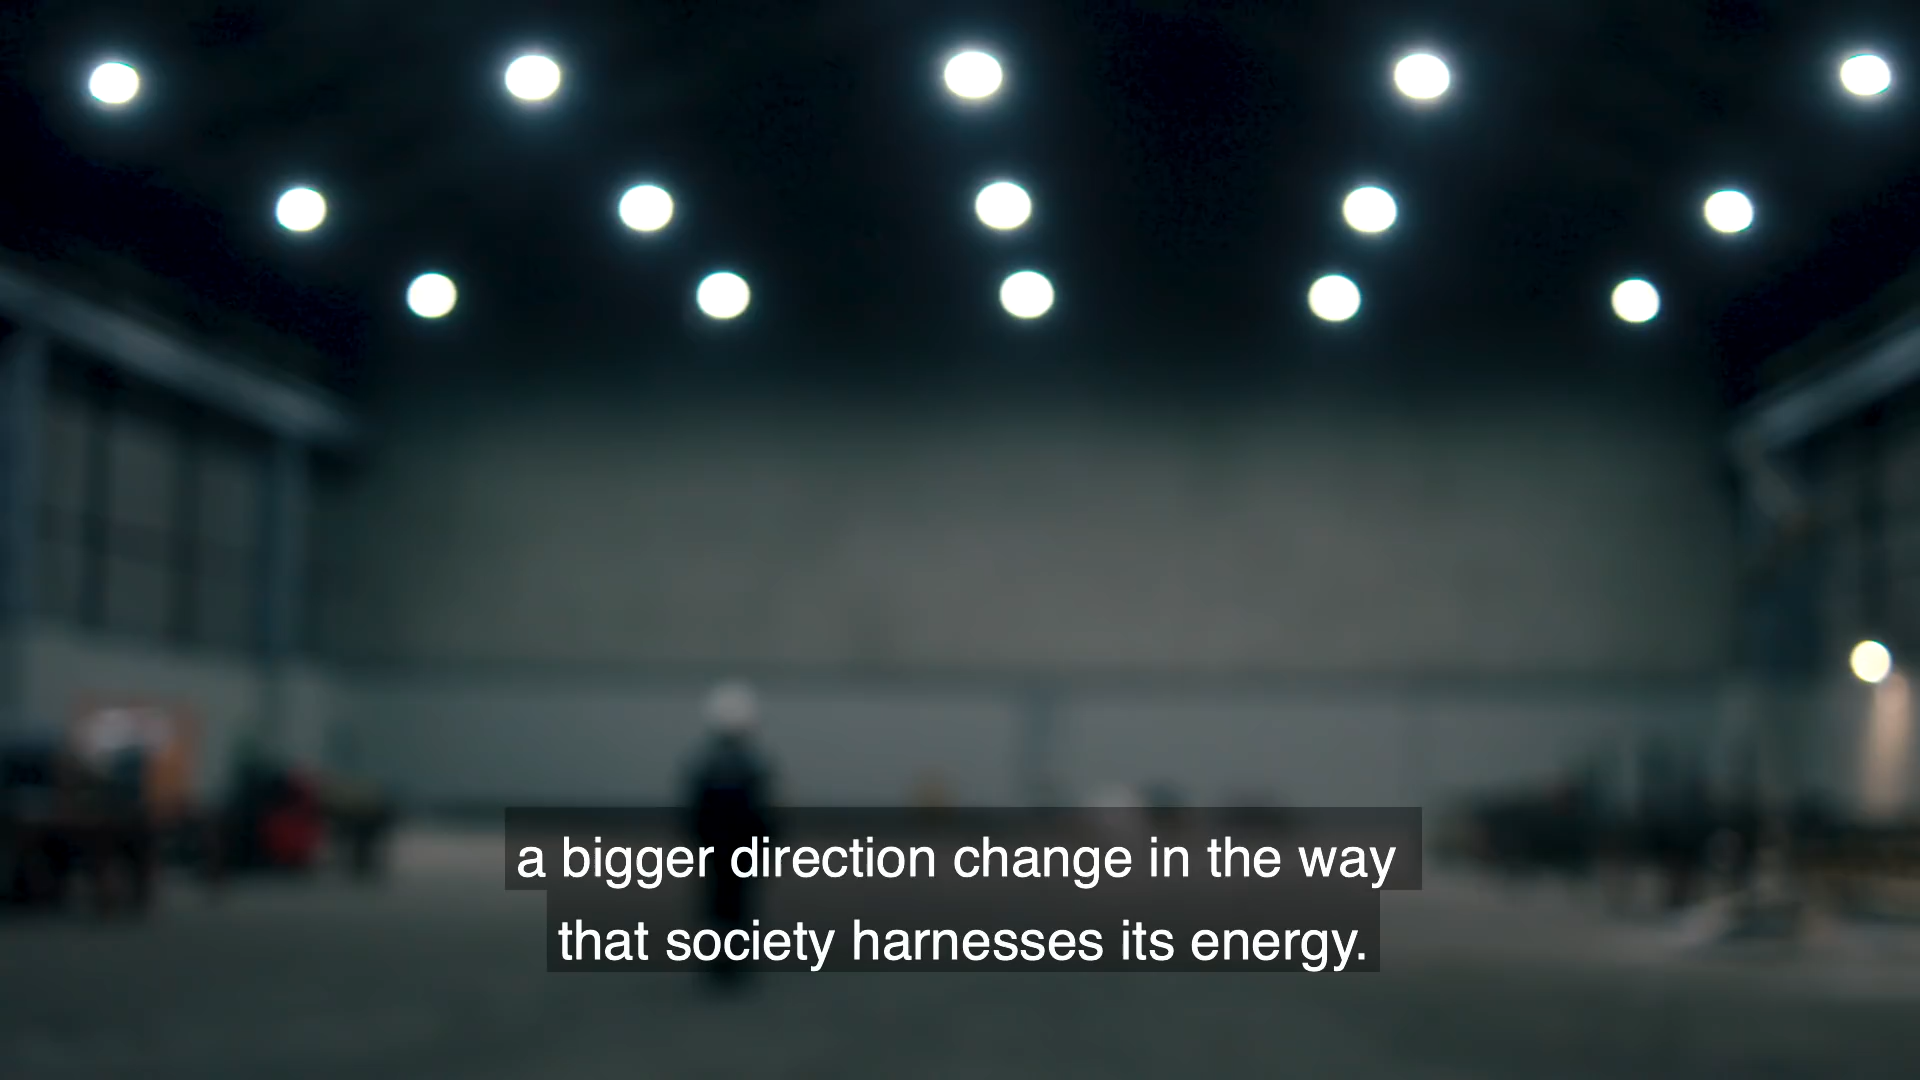 a bigger direction change in the way
that society harnesses its energy.